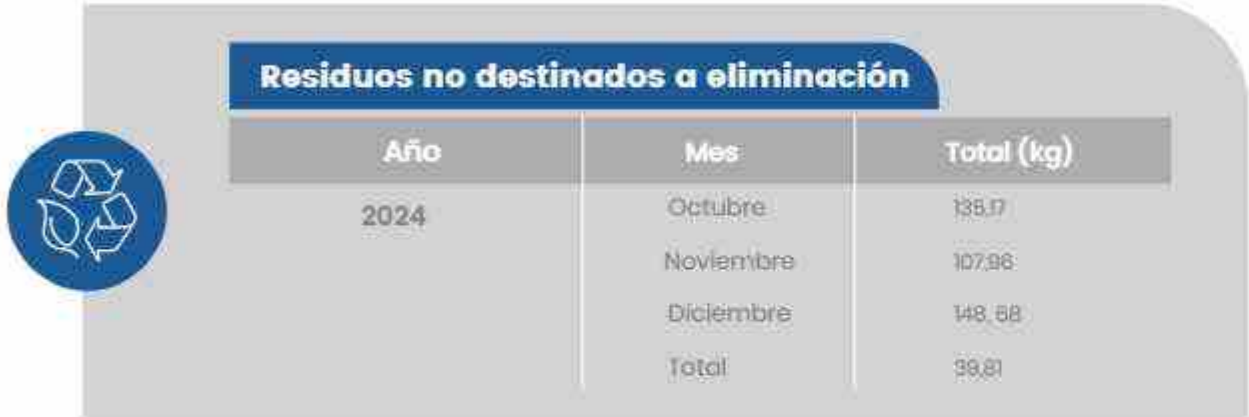 Residuos no destinados a eliminación
Año Mes Total (kg)
2024 Octubre 135,17
Noviembre 107,96
Diciembre 148, 68
Total 39,81